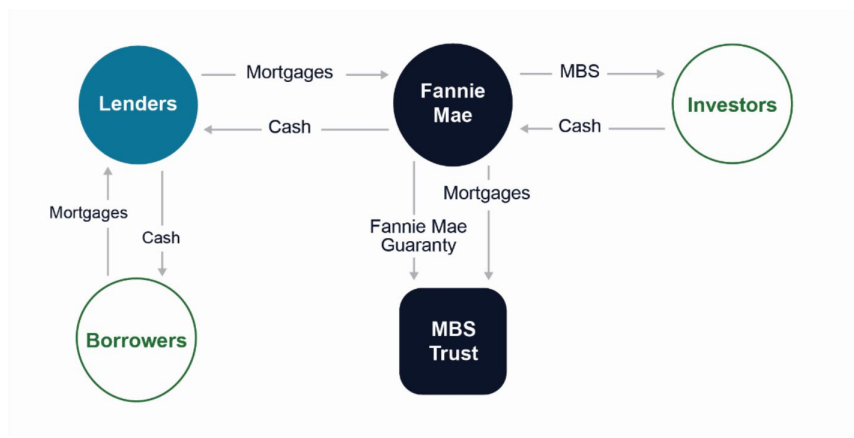 Mortgages
MBS
Lenders
Fannie
Mae
Investors
Cash
Cash
Mortgages
Mortgages
Fannie Mae
Guaranty
Cash
MBS
Trust
Borrowers